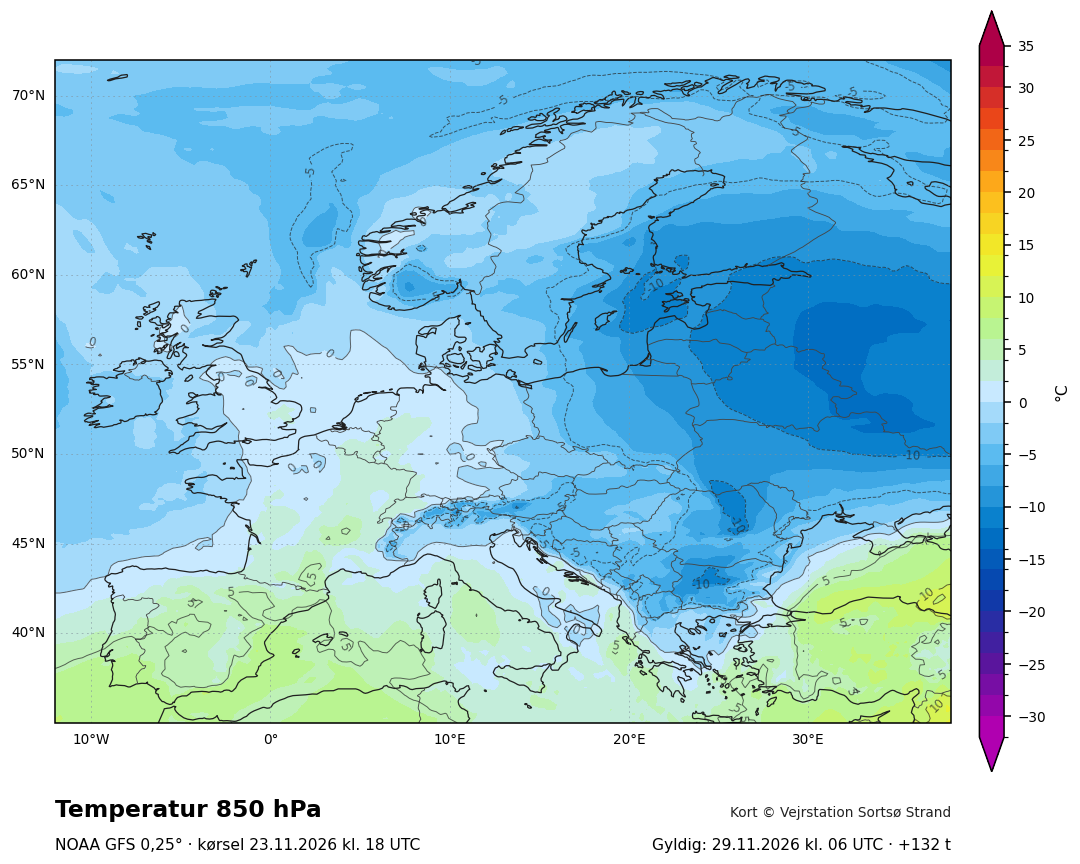 70°N
65°N
60°N
55°N
50°N
45°N
40°N
10°W
0°
10°E
20°E
30°E
35
30
25
20
15
10
5
0
−5
−10
−15
−20
−25
−30
°C
Temperatur 850 hPa
Kort © Vejrstation Sortsø Strand
NOAA GFS 0,25° · kørsel 23.11.2026 kl. 18 UTC
Gyldig: 29.11.2026 kl. 06 UTC · +132 t